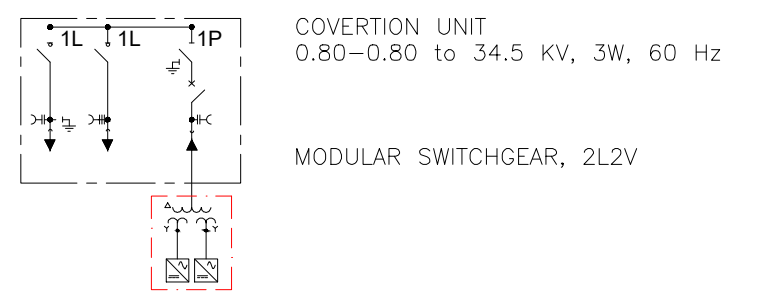 1L 1L 1P
COVERTION UNIT
0.80-0.80 to 34.5 KV, 3W, 60 Hz
MODULAR SWITCHGEAR, 2L2V
Δ
Y Y